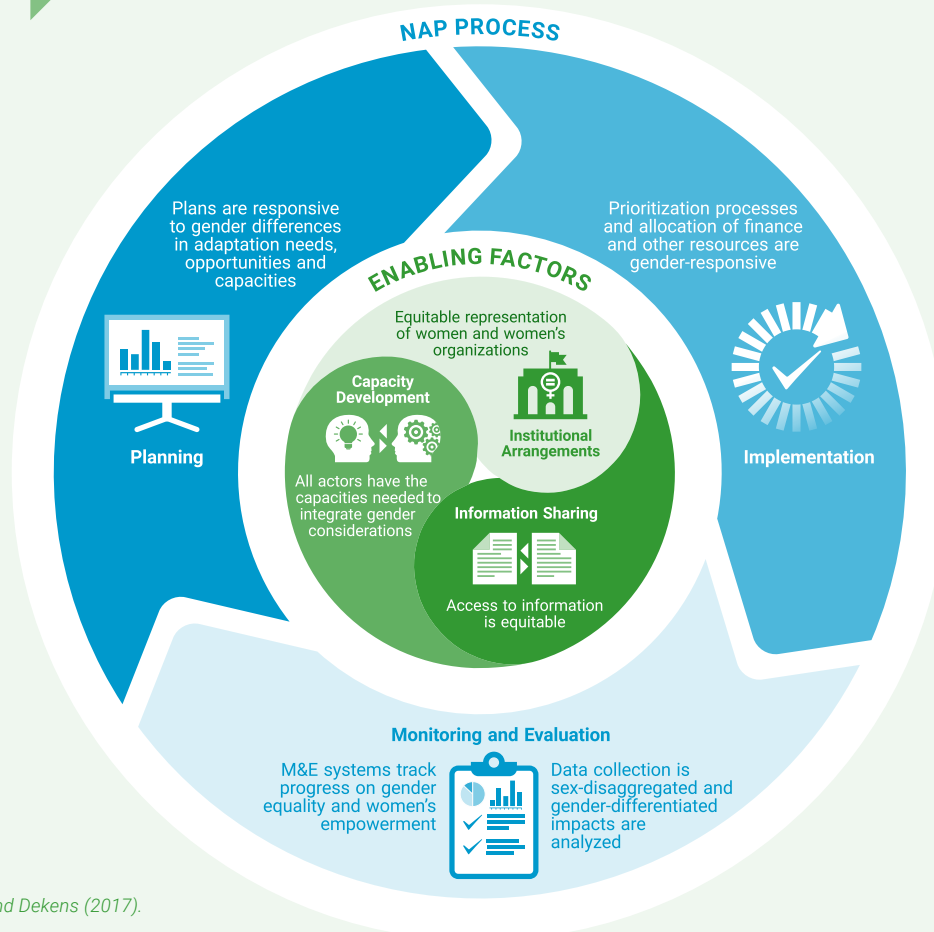 NAP PROCESS
Plans are responsive
to gender differences
in adaptation needs,
opportunities and
capacities
Planning
Prioritization processes
and allocation of finance
and other resources are
gender-responsive
Implementation
ENABLING FACTORS
Equitable representation
of women and women's
organizations
Institutional
Arrangements
Capacity
Development
All actors have the
capacities needed to
integrate gender
considerations
Information Sharing
Access to information
is equitable
Monitoring and Evaluation
M&E systems track
progress on gender
equality and women's
empowerment
Data collection is
sex-disaggregated and
gender-differentiated
impacts are
analyzed
Dekens (2017).